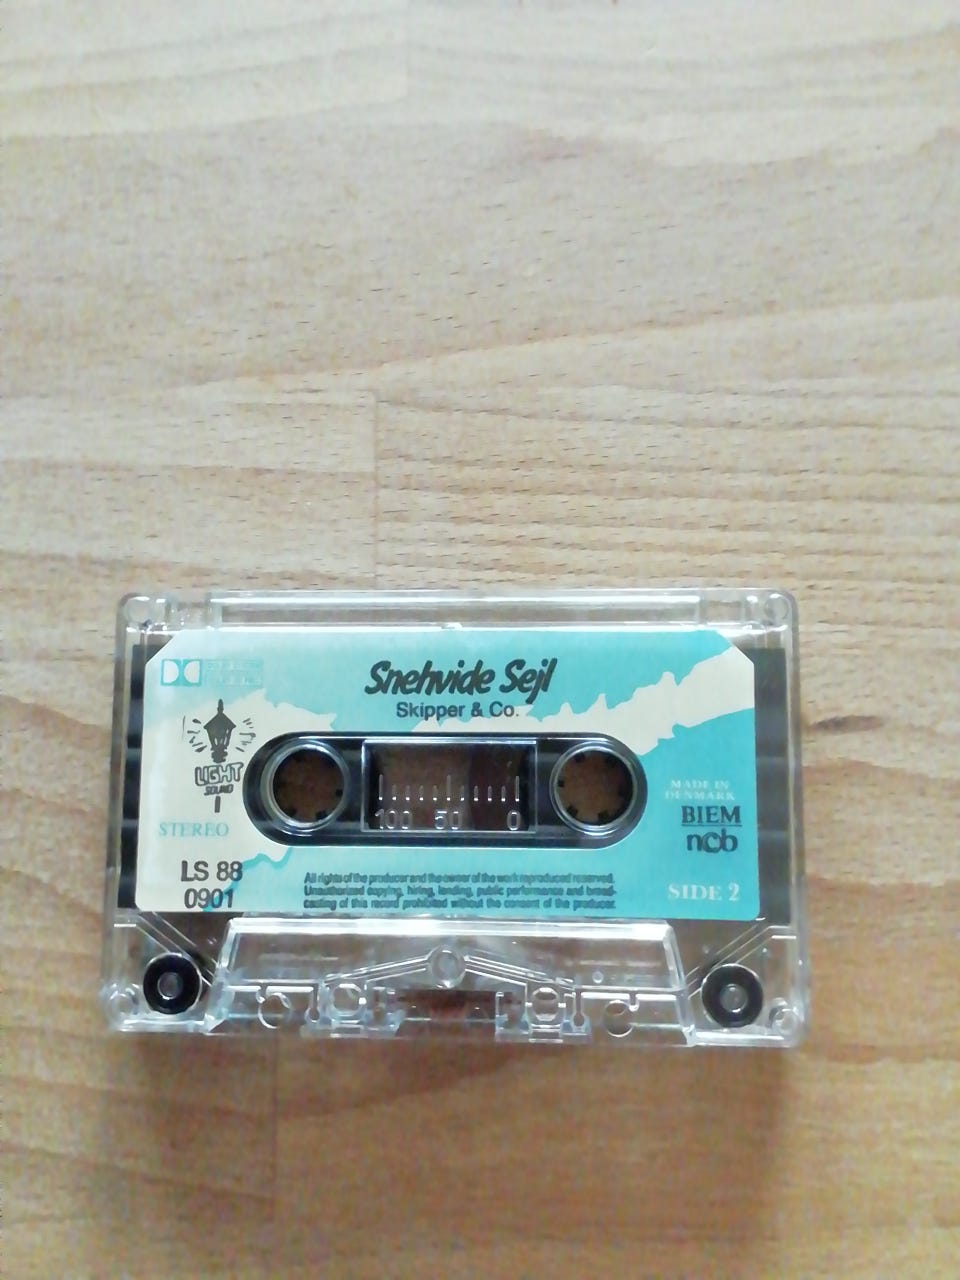 Snehvide Sejl
Skipper & Co.
LIGHT
SOUND
STEREO
LS 88
0901
100 50 0
MADE IN
DENMARK
BIEM
ncb
All rights of the producer and the owner of the work reproduced reserved.
Unauthorized copying, hiring, lending, public performance and broad-
casting of this record prohibited without the consent of the producer.
SIDE 2